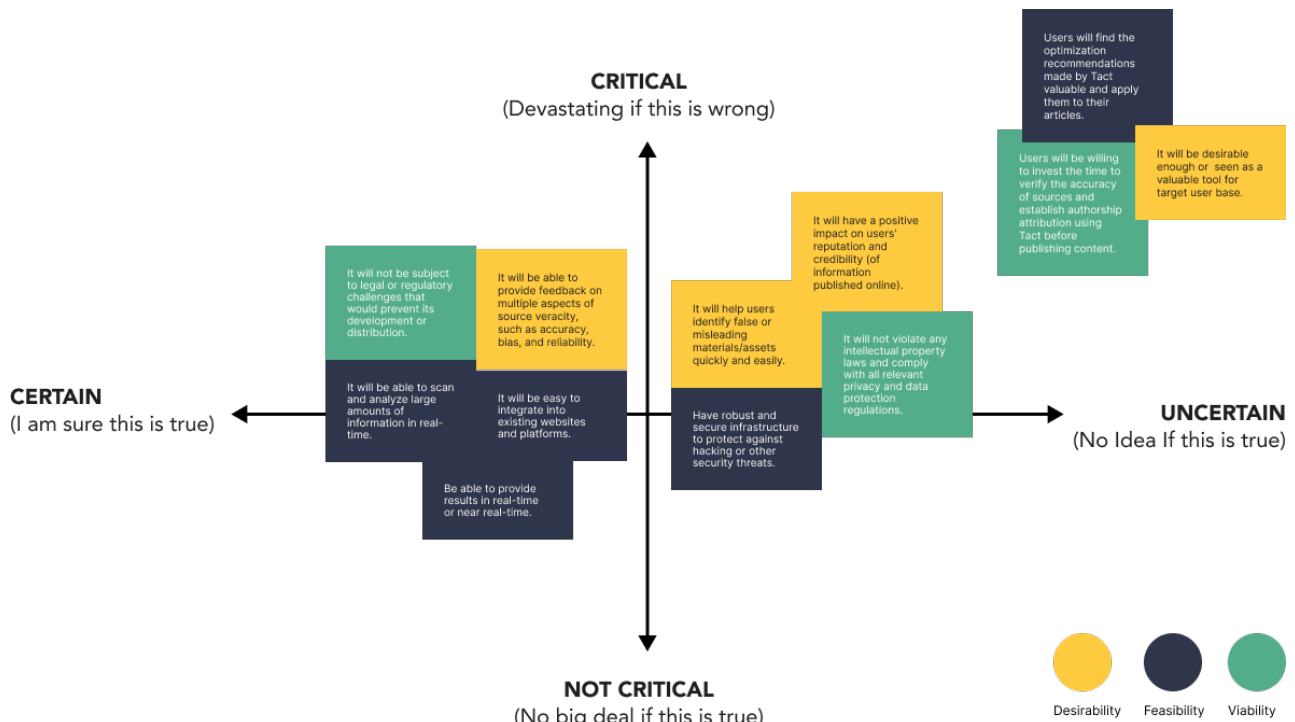 CRITICAL
(Devastating if this is wrong)
Users will find the
optimization
recommendations
made by Tact
valuable and apply
them to their
articles.
Users will be willing
to invest the time to
verify the accuracy
of sources and
establish authorship
attribution using
Tact before
publishing content.
It will be desirable
enough or  seen as a
valuable tool for
target user base.
It will have a positive
impact on users'
reputation and
credibility (of
information
published online).
It will not be subject
to legal or regulatory
challenges that
would prevent its
development or
distribution.
It will be able to
provide feedback on
multiple aspects of
source veracity,
such as accuracy,
bias, and reliability.
It will help users
identify false or
misleading
materials/assets
quickly and easily.
It will not violate any
intellectual property
laws and comply
with all relevant
privacy and data
protection
regulations.
CERTAIN
(I am sure this is true)
It will be able to scan
and analyze large
amounts of
information in real-
time.
It will be easy to
integrate into
existing websites
and platforms.
Have robust and
secure infrastructure
to protect against
hacking or other
security threats.
UNCERTAIN
(No Idea If this is true)
Be able to provide
results in real-time
or near real-time.
NOT CRITICAL
(No big deal if this is true)
Desirability
Feasibility
Viability